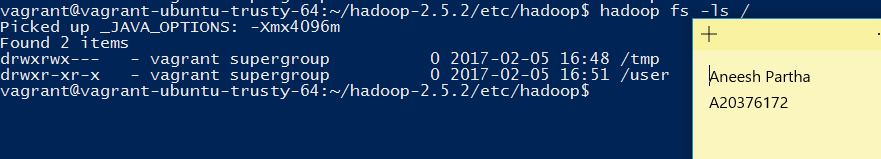 vagrant@vagrant-ubuntu-trusty-64:~/hadoop-2.5.2/etc/hadoop$ hadoop fs -ls /
Picked up _JAVA_OPTIONS: -Xmx4096m
Found 2 items
drwxrwx---   - vagrant supergroup          0 2017-02-05 16:48 /tmp
drwxr-xr-x   - vagrant supergroup          0 2017-02-05 16:51 /user
vagrant@vagrant-ubuntu-trusty-64:~/hadoop-2.5.2/etc/hadoop$
Aneesh Partha
A20376172